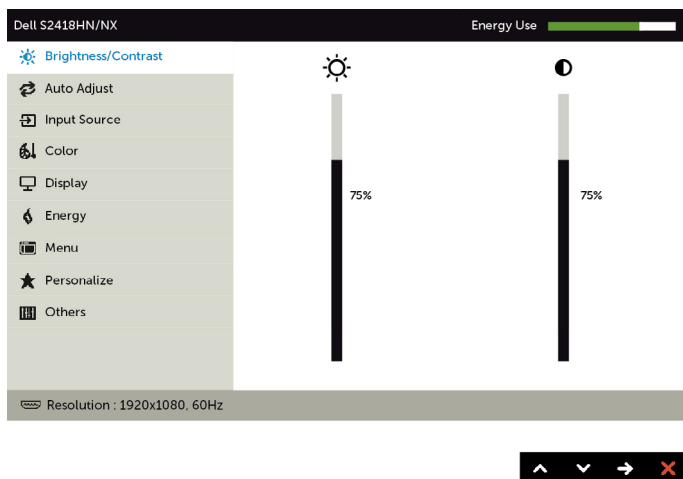 Dell S2418HN/NX
Energy Use
Brightness/Contrast
Auto Adjust
Input Source
Color
Display
Energy
Menu
Personalize
Others
75%
75%
Resolution : 1920x1080, 60Hz